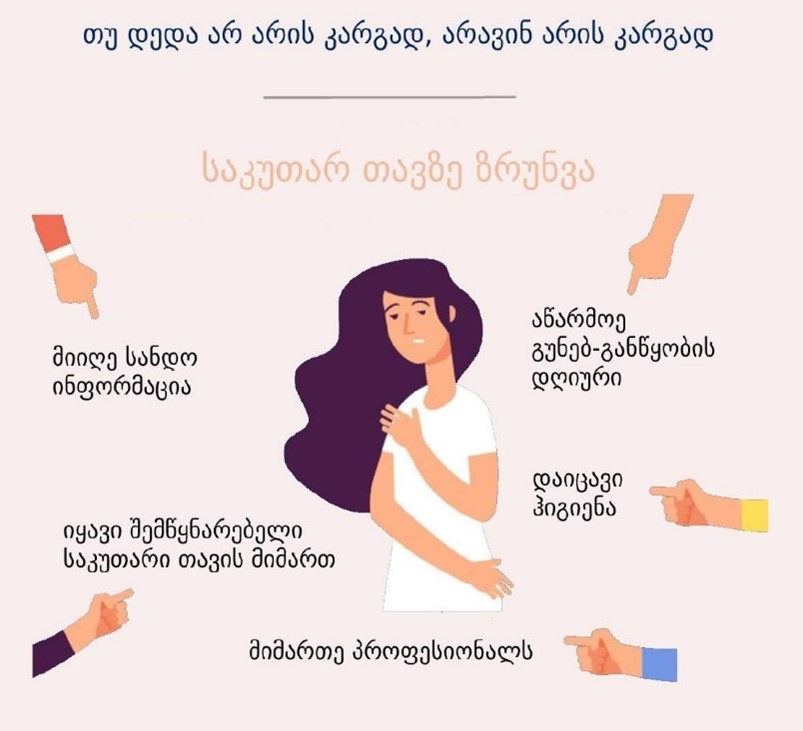 თუ დედა არ არის კარგად, არავინ არის კარგად
საკუთარ თავზე ზრუნვა
მიიღე სანდო
ინფორმაცია
აწარმოე
გუნებ-განწყობის
დღიური
დაიცავი
ჰიგიენა
იყავი შემწყნარებელი
საკუთარი თავის მიმართ
მიმართე პროფესიონალს